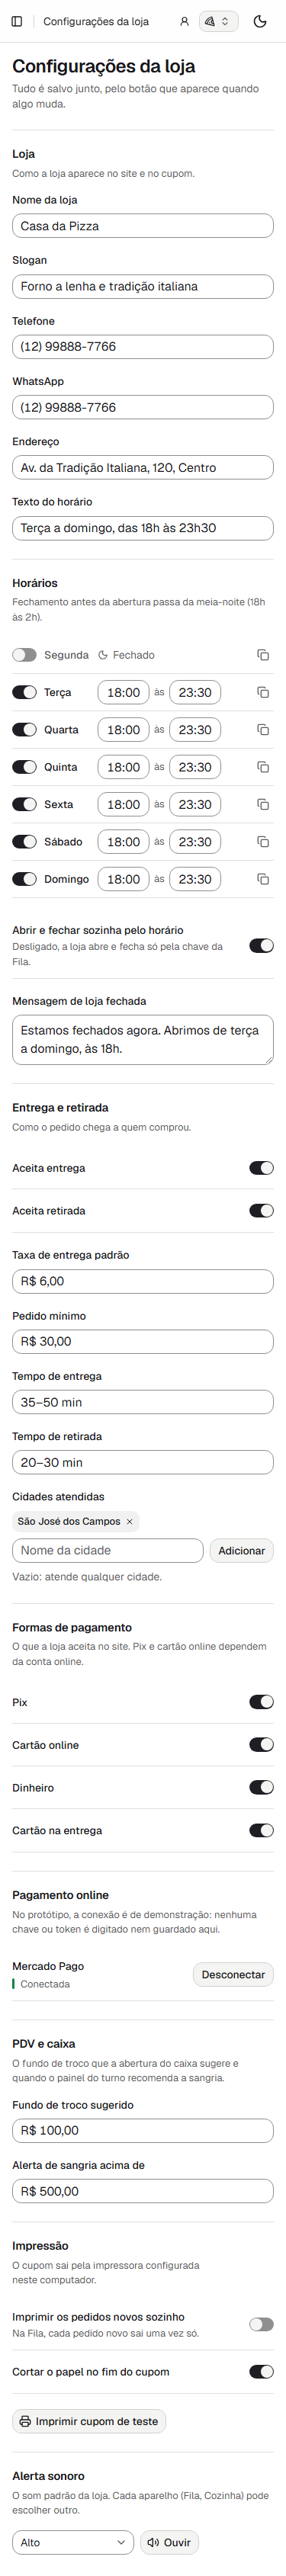 Configurações da loja
Configurações da loja
Tudo é salvo junto, pelo botão que aparece quando
algo muda.
Loja
Como a loja aparece no site e no cupom.
Nome da loja
Casa da Pizza
Slogan
Forno a lenha e tradição italiana
Telefone
(12) 99888-7766
WhatsApp
(12) 99888-7766
Endereço
Av. da Tradição Italiana, 120, Centro
Texto do horário
Terça a domingo, das 18h às 23h30
Horários
Fechamento antes da abertura passa da meia-noite (18h
às 2h).
Segunda Fechado
Terça 18:00 às 23:30
Quarta 18:00 às 23:30
Quinta 18:00 às 23:30
Sexta 18:00 às 23:30
Sábado 18:00 às 23:30
Domingo 18:00 às 23:30
Abrir e fechar sozinha pelo horário
Desligado, a loja abre e fecha só pela chave da
Fila.
Mensagem de loja fechada
Estamos fechados agora. Abrimos de terça
a domingo, às 18h.
Entrega e retirada
Como o pedido chega a quem comprou.
Aceita entrega
Aceita retirada
Taxa de entrega padrão
R$ 6,00
Pedido mínimo
R$ 30,00
Tempo de entrega
35–50 min
Tempo de retirada
20–30 min
Cidades atendidas
São José dos Campos ×
Nome da cidade Adicionar
Vazio: atende qualquer cidade.
Formas de pagamento
O que a loja aceita no site. Pix e cartão online dependem
da conta online.
Pix
Cartão online
Dinheiro
Cartão na entrega
Pagamento online
No protótipo, a conexão é de demonstração: nenhuma
chave ou token é digitado nem guardado aqui.
Mercado Pago
Conectada
Desconectar
PDV e caixa
O fundo de troco que a abertura do caixa sugere e
quando o painel do turno recomenda a sangria.
Fundo de troco sugerido
R$ 100,00
Alerta de sangria acima de
R$ 500,00
Impressão
O cupom sai pela impressora configurada
neste computador.
Imprimir os pedidos novos sozinho
Na Fila, cada pedido novo sai uma vez só.
Cortar o papel no fim do cupom
Imprimir cupom de teste
Alerta sonoro
O som padrão da loja. Cada aparelho (Fila, Cozinha) pode
escolher outro.
Alto Ouvir